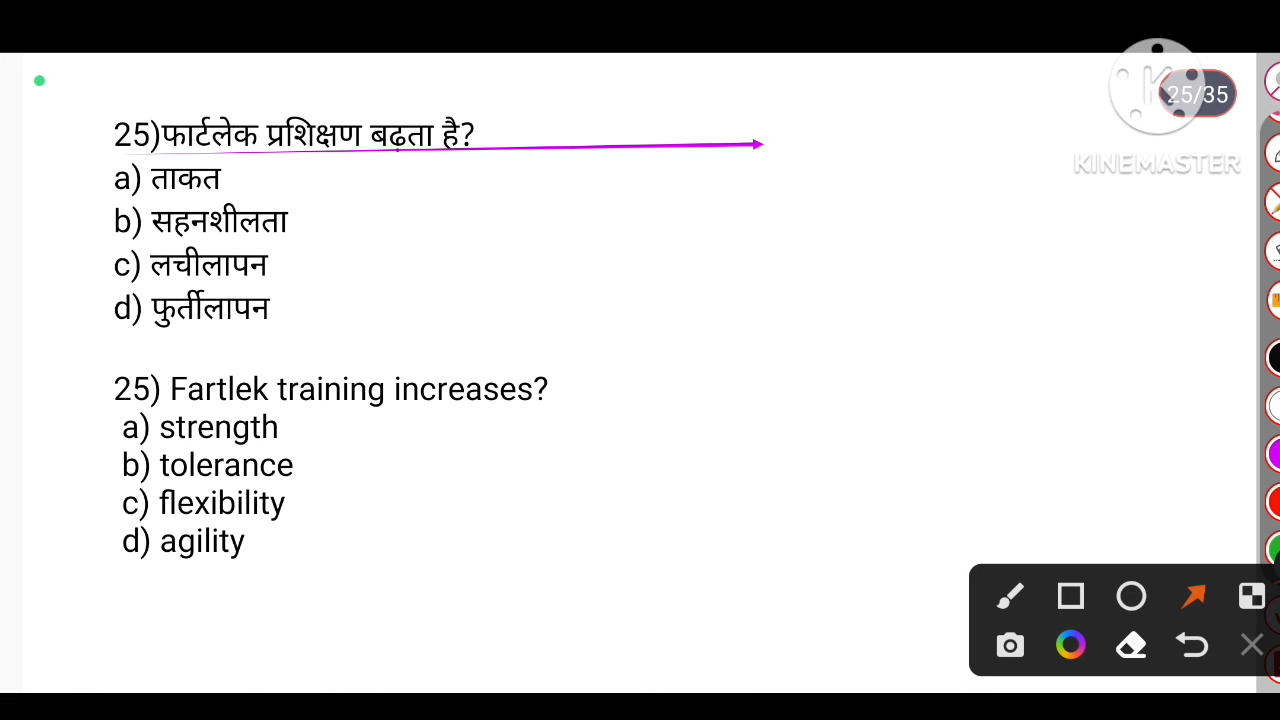 25/35
KINEMASTER
25)फार्टलेक प्रशिक्षण बढ़ता है?
a) ताकत
b) सहनशीलता
c) लचीलापन
d) फुर्तीलापन
25) Fartlek training increases?
a) strength
b) tolerance
c) flexibility
d) agility